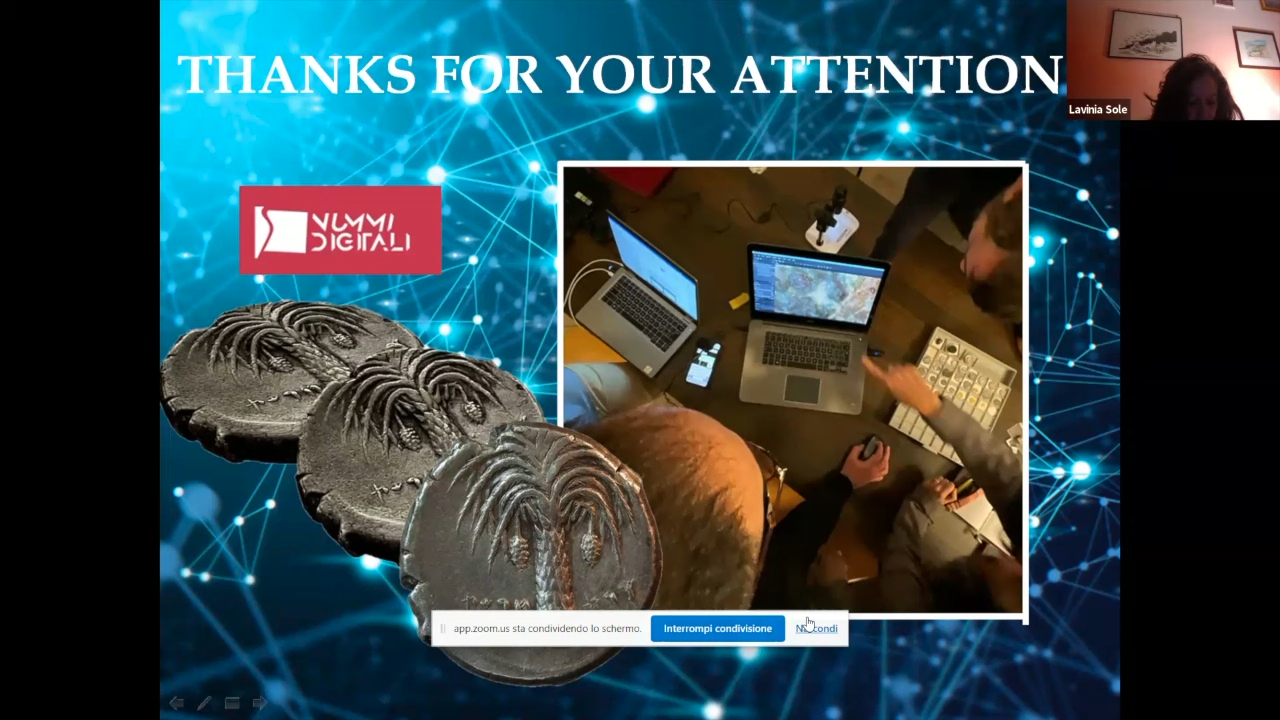 THANKS FOR YOUR ATTENTION
Lavinia Sole
NUMMI
DIGITALI
app.zoom.us sta condividendo lo schermo.
Interrompi condivisione
Nascondi